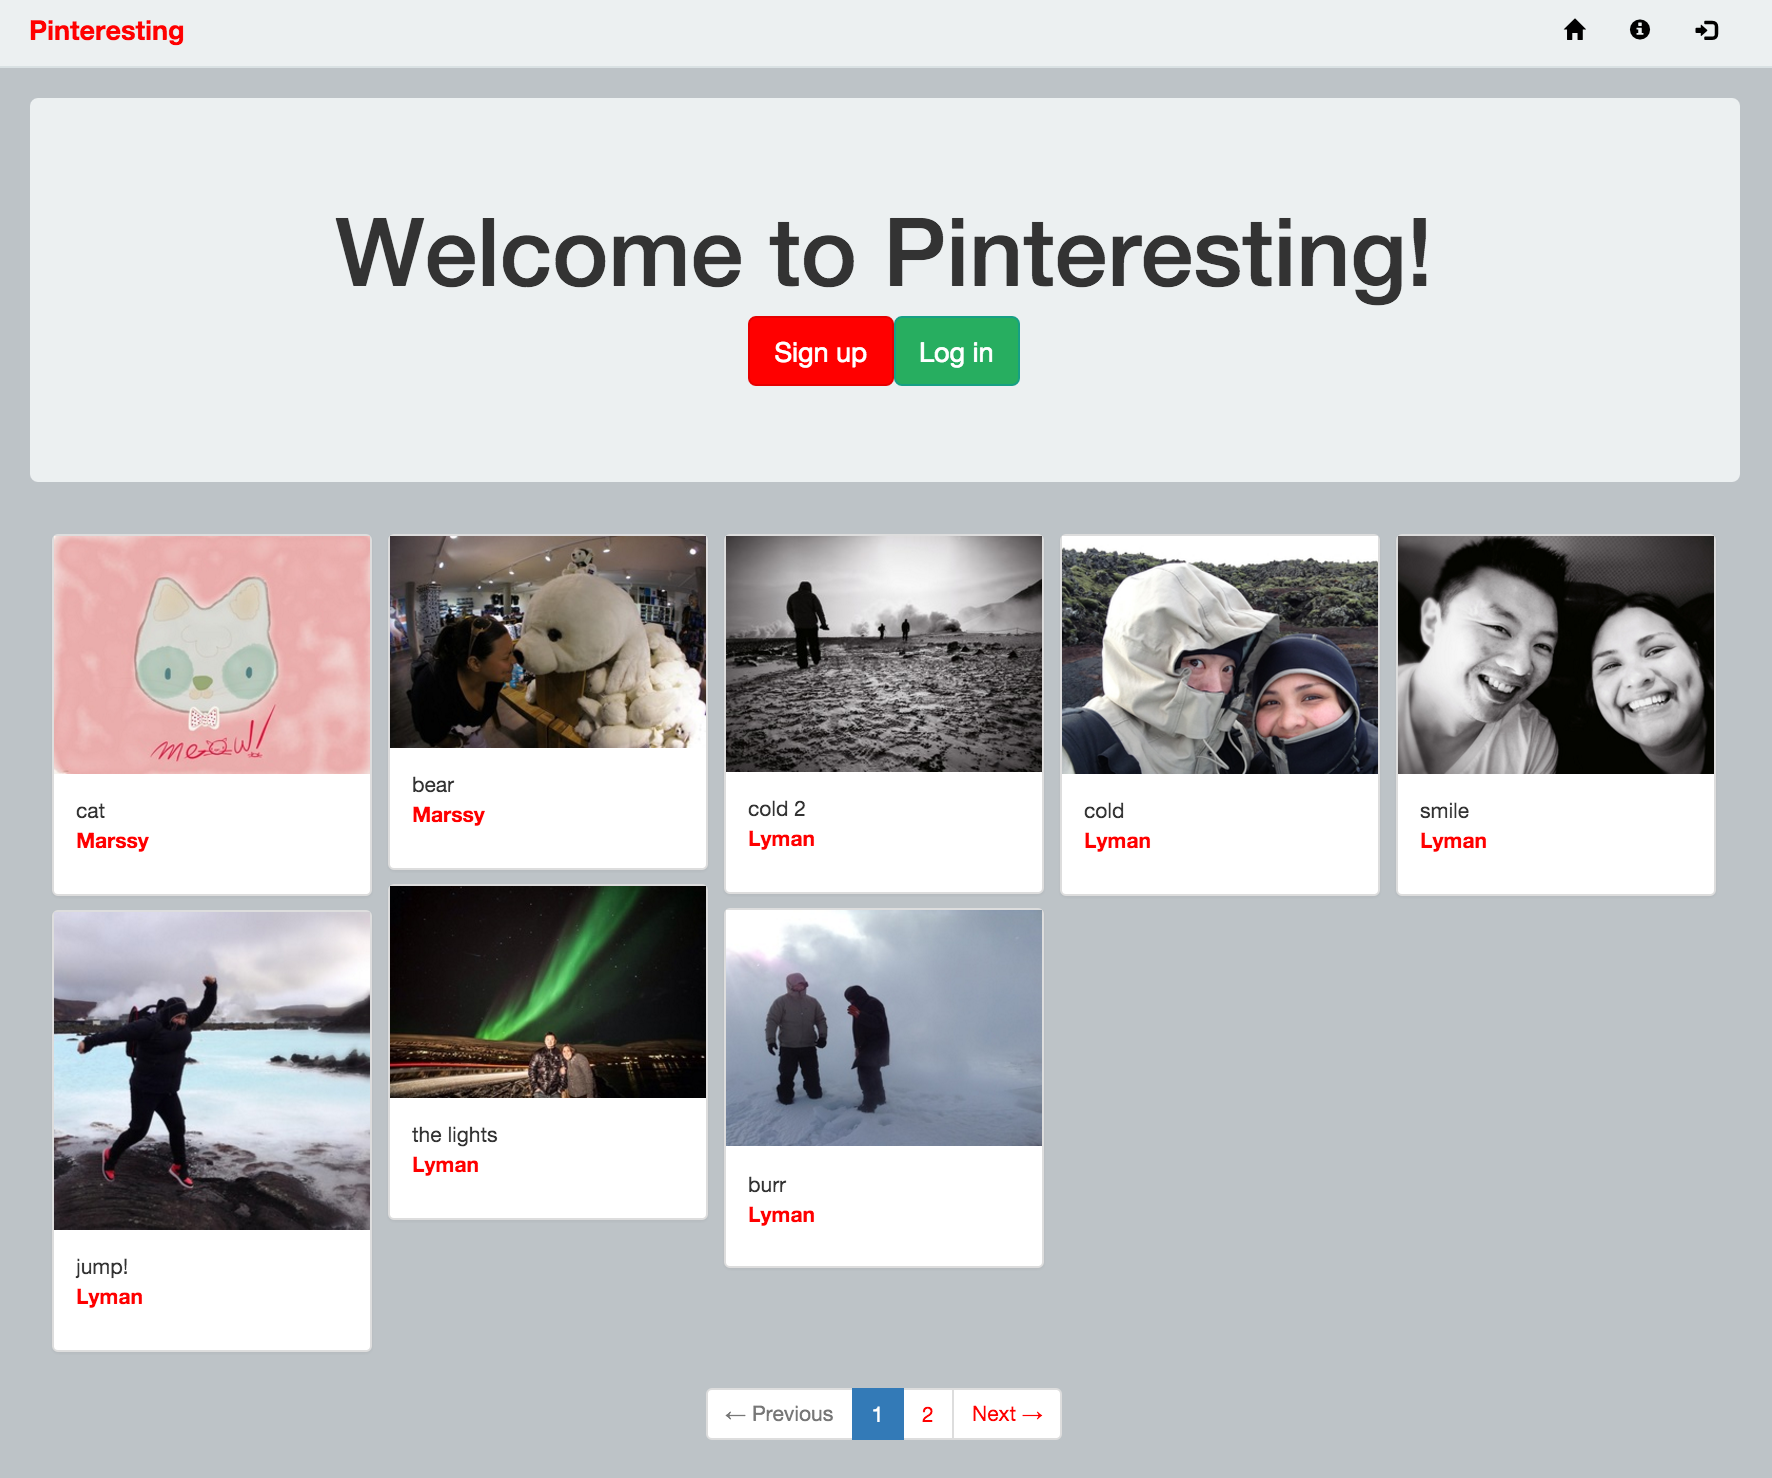 Pinteresting
Welcome to Pinteresting!
Sign up
Log in
meow!
cat
Marssy
bear
Marssy
cold 2
Lyman
cold
Lyman
smile
Lyman
jump!
Lyman
the lights
Lyman
burr
Lyman
← Previous
1
2
Next →